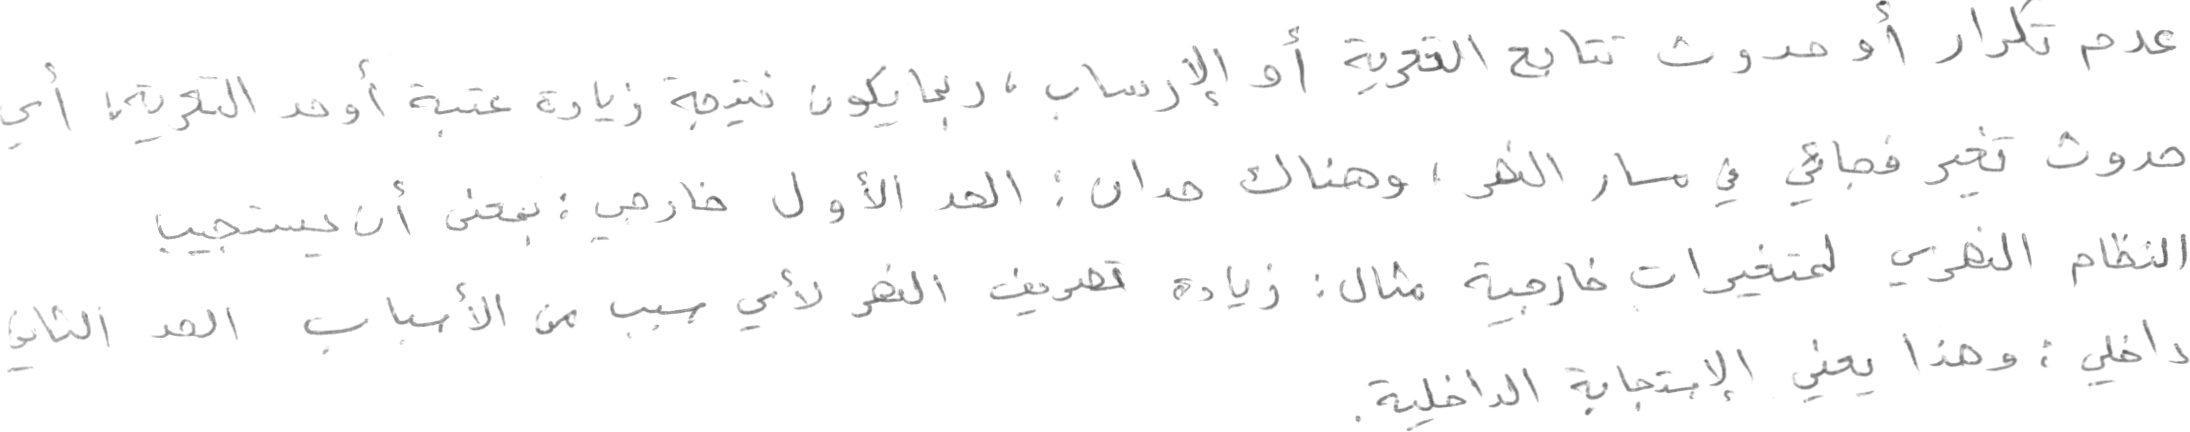 عدم تكرار أو حدوث تتابع التعرية أو الإرساب، ربما يكون نتيجة زيادة عتبة أو حد التعرية؛ أي
حدوث تغير فجائي في مسار النهر، وهناك حدان: الحد الأول خارجي: بمعنى أن يستجيب
النظام النهري لمتغيرات خارجية مثال: زيادة تصريف النهر لأي سبب من الأسباب الحد الثاني
داخلي: وهذا يعني الإستجابة الداخلية.